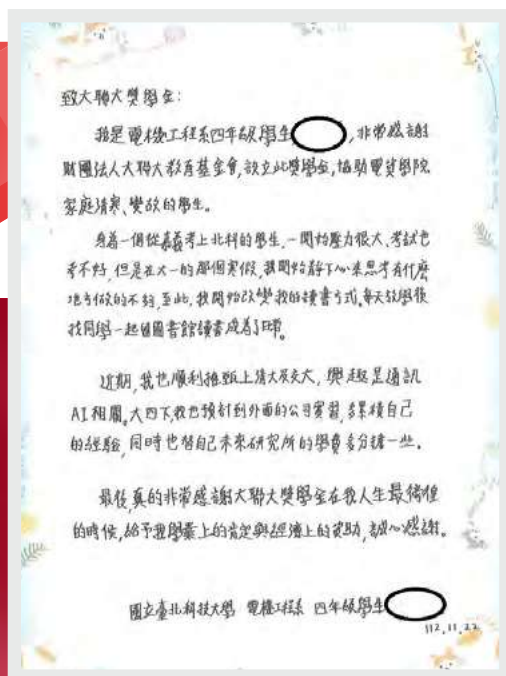 致大聯大獎學金:
我是電機工程系四年級學生,非常感謝
財團法人大聯大教育基金會,設立此獎學金,協助電資學院
家庭清寒、變故的學生。
身為一個從嘉義考上北科的學生,一開始壓力很大、考試也
考不好,但是在大一的那個寒假,我開始靜下心來思考有什麼
地方做的不夠,至此,我開始改變我的讀書方式,每天放學後
找同學一起留圖書館讀書成為了日常。
近期,我也順利推甄上清大及交大,興趣是通訊
AI相關。大四下,我也預計到外面的公司實習,多累積自己
的經驗,同時也替自己未來研究所的學費多分擔一些。
最後,真的非常感謝大聯大獎學金在我人生最徬徨
的時候,給予我學業上的肯定與經濟上的資助,誠心感謝。
國立臺北科技大學 電機工程系 四年級學生
112.11.22